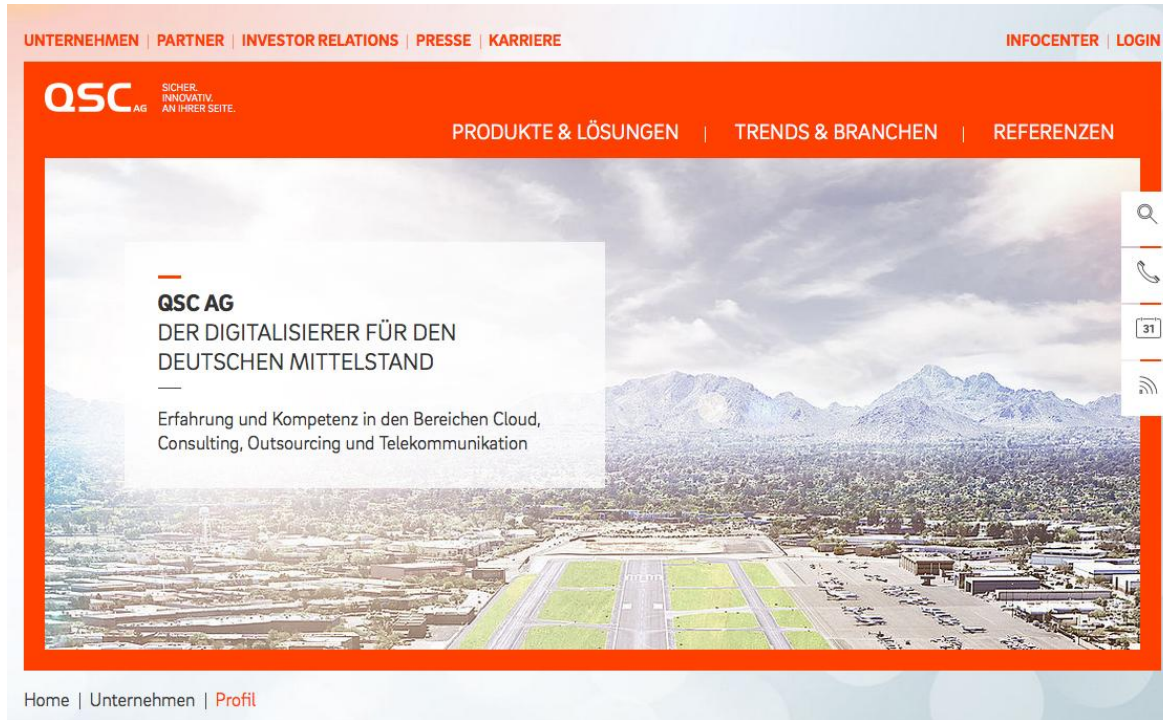 UNTERNEHMEN | PARTNER | INVESTOR RELATIONS | PRESSE | KARRIERE
INFOCENTER | LOGIN
QSC AG
SICHER.
INNOVATIV.
AN IHRER SEITE.
PRODUKTE & LÖSUNGEN | TRENDS & BRANCHEN | REFERENZEN
QSC AG
DER DIGITALISIERER FÜR DEN
DEUTSCHEN MITTELSTAND
Erfahrung und Kompetenz in den Bereichen Cloud,
Consulting, Outsourcing und Telekommunikation
31
Home | Unternehmen | Profil